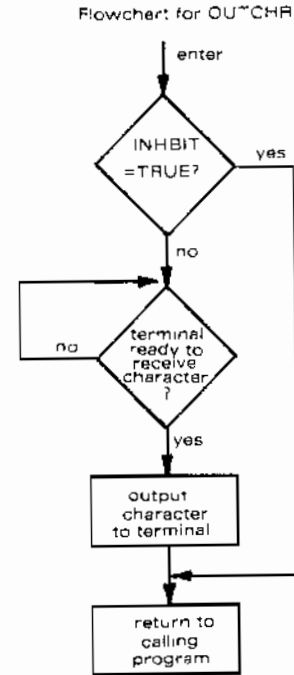 Flowchart for OUTCHR
enter
INHBIT
=TRUE?
yes
no
terminal
ready to
receive
character
?
no
yes
output
character
to terminal
return to
calling
program